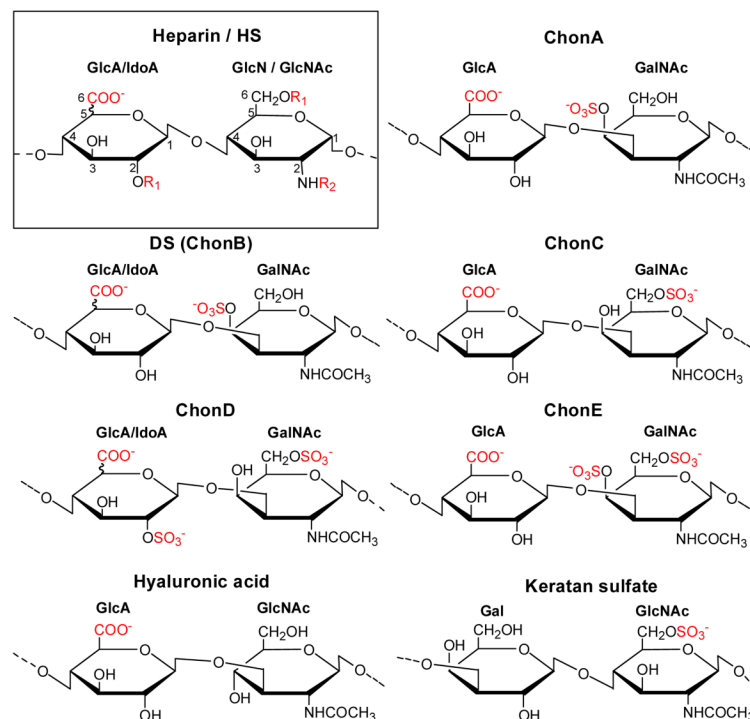 Heparin / HS
GlcA/IdoA GlcN / GlcNAc
6 COO⁻ 6 CH₂OR₁
5 O 5 O
4 OH 1 O 4 OH 1
O 3 2 3 2 O
OR₁ NHR₂
ChonA
GlcA GalNAc
COO⁻ ⁻O₃SO CH₂OH
O O O
O OH O
OH NHCOCH₃
DS (ChonB)
GlcA/IdoA GalNAc
COO⁻ ⁻O₃SO CH₂OH
O O O
O OH O
OH NHCOCH₃
ChonC
GlcA GalNAc
COO⁻ CH₂OSO₃⁻
O O OH O
O OH O
OH NHCOCH₃
ChonD
GlcA/IdoA GalNAc
COO⁻ CH₂OSO₃⁻
O O OH O
O OH O
OSO₃⁻ NHCOCH₃
ChonE
GlcA GalNAc
COO⁻ ⁻O₃SO CH₂OSO₃⁻
O O O
O OH O
OH NHCOCH₃
Hyaluronic acid
GlcA GlcNAc
COO⁻ CH₂OH
O O O
O OH OH O
OH NHCOCH₃
Keratan sulfate
Gal GlcNAc
OH CH₂OH CH₂OSO₃⁻
O O O
O OH O
OH NHCOCH₃